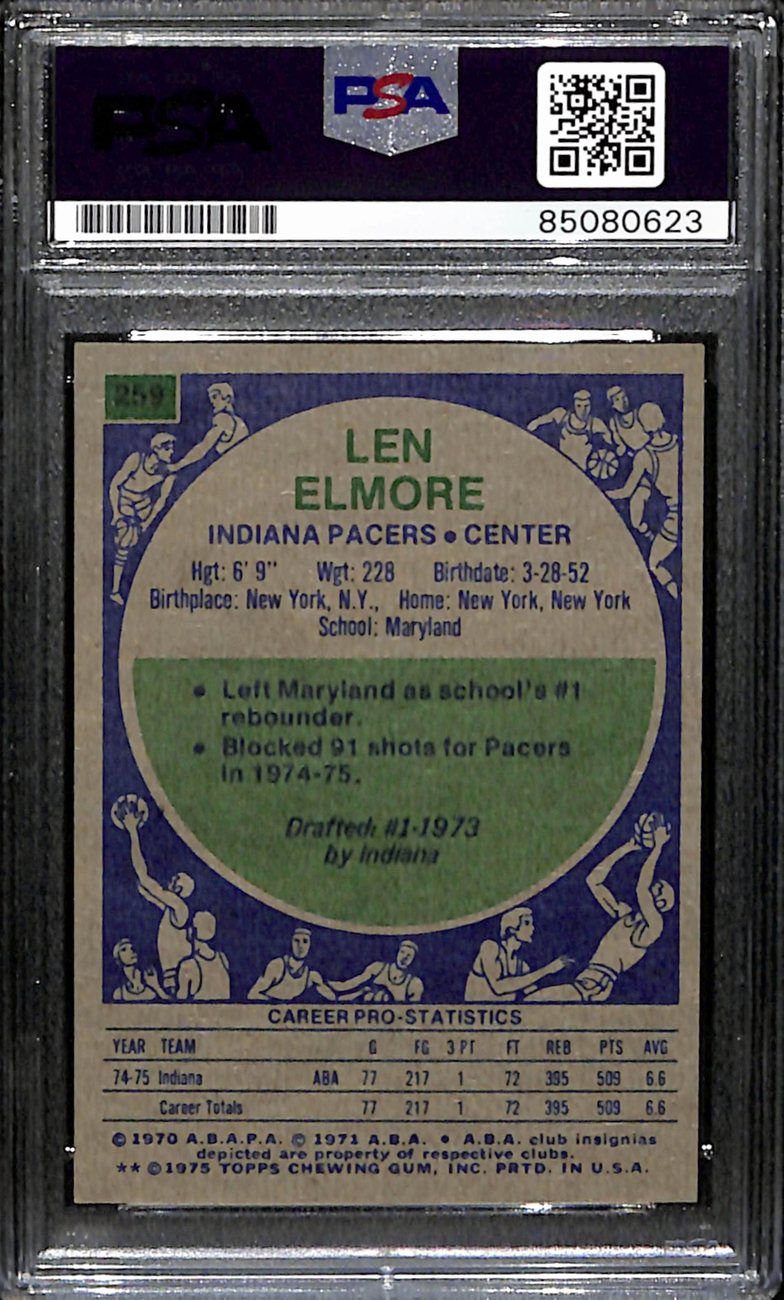 PSA
PSA
85080623
259
LEN
ELMORE
INDIANA PACERS • CENTER
Hgt: 6' 9" Wgt: 228 Birthdate: 3-28-52
Birthplace: New York, N.Y., Home: New York, New York
School: Maryland
• Left Maryland as school's #1
rebounder.
• Blocked 91 shots for Pacers
in 1974-75.
Drafted: #1-1973
by Indiana
CAREER PRO-STATISTICS
YEAR TEAM G FG 3 PT FT REB PTS AVG
74-75 Indiana ABA 77 217 1 72 395 509 6.6
Career Totals 77 217 1 72 395 509 6.6
© 1970 A.B.A.P.A. © 1971 A.B.A. • A.B.A. club insignias
depicted are property of respective clubs.
** © 1975 TOPPS CHEWING GUM, INC. PRTD. IN U.S.A.